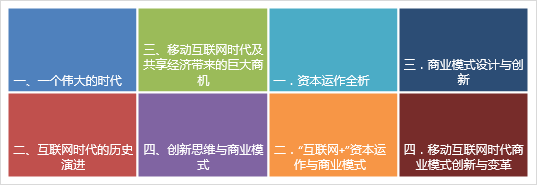 一、一个伟大的时代
三、移动互联网时代及
共享经济带来的巨大商
机
一．资本运作全析
三．商业模式设计与创
新
二、互联网时代的历史
演进
四、创新思维与商业模
式
二．“互联网+”资本运
作与商业模式
四．移动互联网时代商
业模式创新与变革